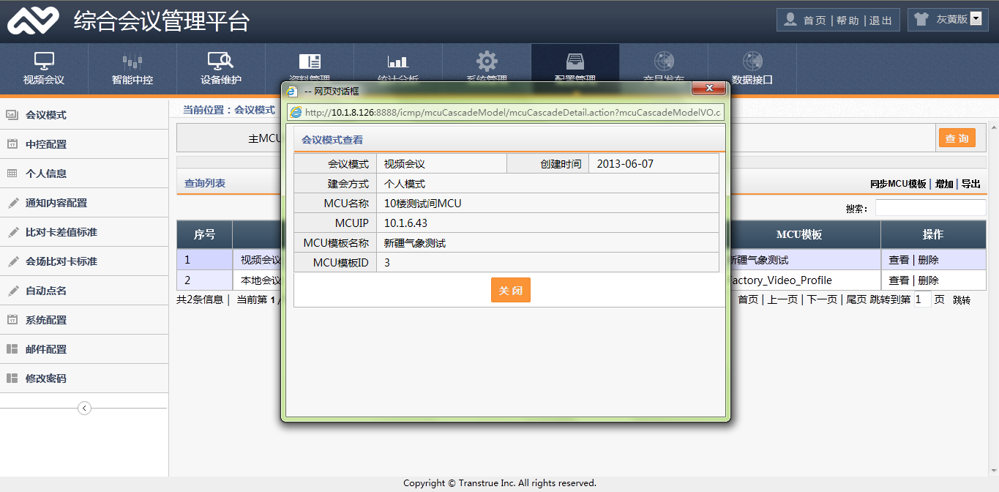 综合会议管理平台
首页 | 帮助 | 退出
灰黄版
视频会议
智能中控
设备维护
资料管理
统计分析
系统管理
配置管理
产品发布
数据接口
会议模式
中控配置
个人信息
通知内容配置
比对卡差值标准
会场比对卡标准
自动点名
系统配置
邮件配置
修改密码
当前位置：会议模式
主MCU
查 询
查询列表
同步MCU模板 | 增加 | 导出
搜索：
序号
MCU模板
操作
1
视频会议
新疆气象测试
查看 | 删除
2
本地会议
Factory_Video_Profile
查看 | 删除
共2条信息 | 当前第 1 /
首页 | 上一页 | 下一页 | 尾页 跳转到第 1 页 跳转
-- 网页对话框
http://10.1.8.126:8888/icmp/mcuCascadeModel/mcuCascadeDetail.action?mcuCascadeModelVO.c
会议模式查看
会议模式 视频会议 创建时间 2013-06-07
建会方式 个人模式
MCU名称 10楼测试间MCU
MCUIP 10.1.6.43
MCU模板名称 新疆气象测试
MCU模板ID 3
关 闭
Copyright © Transtrue Inc. All rights reserved.